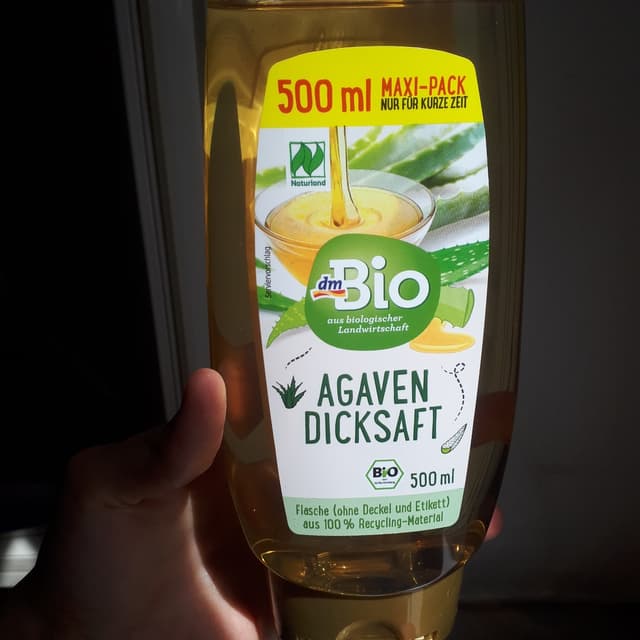 500 ml MAXI-PACK
NUR FÜR KURZE ZEIT
Naturland
Serviervorschlag
dm Bio
aus biologischer
Landwirtschaft
AGAVEN
DICKSAFT
BIO
500 ml
Flasche (ohne Deckel und Etikett)
aus 100 % Recycling-Material